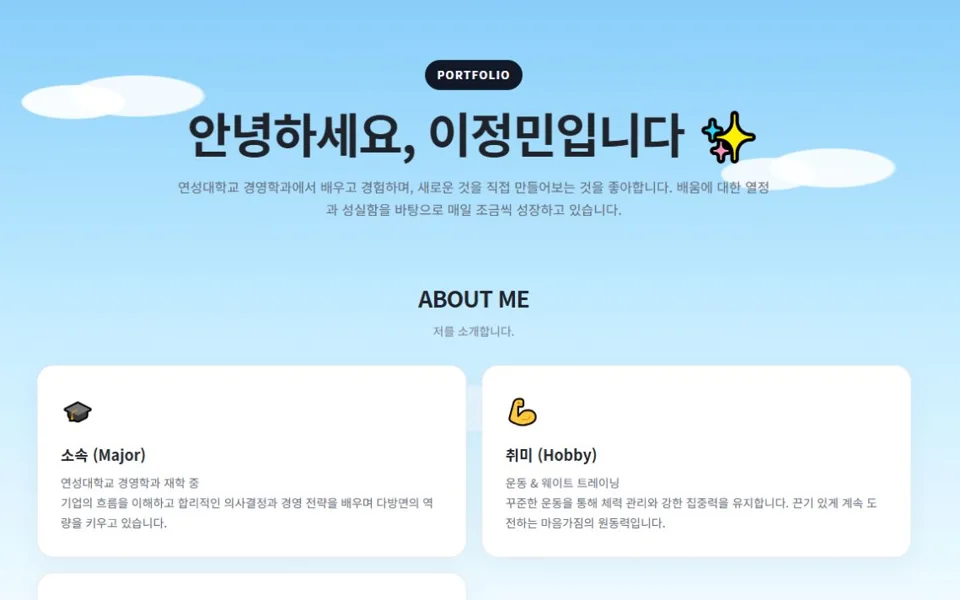 PORTFOLIO
안녕하세요, 이정민입니다 ✨
연성대학교 경영학과에서 배우고 경험하며, 새로운 것을 직접 만들어보는 것을 좋아합니다. 배움에 대한 열정
과 성실함을 바탕으로 매일 조금씩 성장하고 있습니다.
ABOUT ME
저를 소개합니다.
소속 (Major)
연성대학교 경영학과 재학 중
기업의 흐름을 이해하고 합리적인 의사결정과 경영 전략을 배우며 다방면의 역
량을 키우고 있습니다.
취미 (Hobby)
운동 & 웨이트 트레이닝
꾸준한 운동을 통해 체력 관리와 강한 집중력을 유지합니다. 끈기 있게 계속 도
전하는 마음가짐의 원동력입니다.